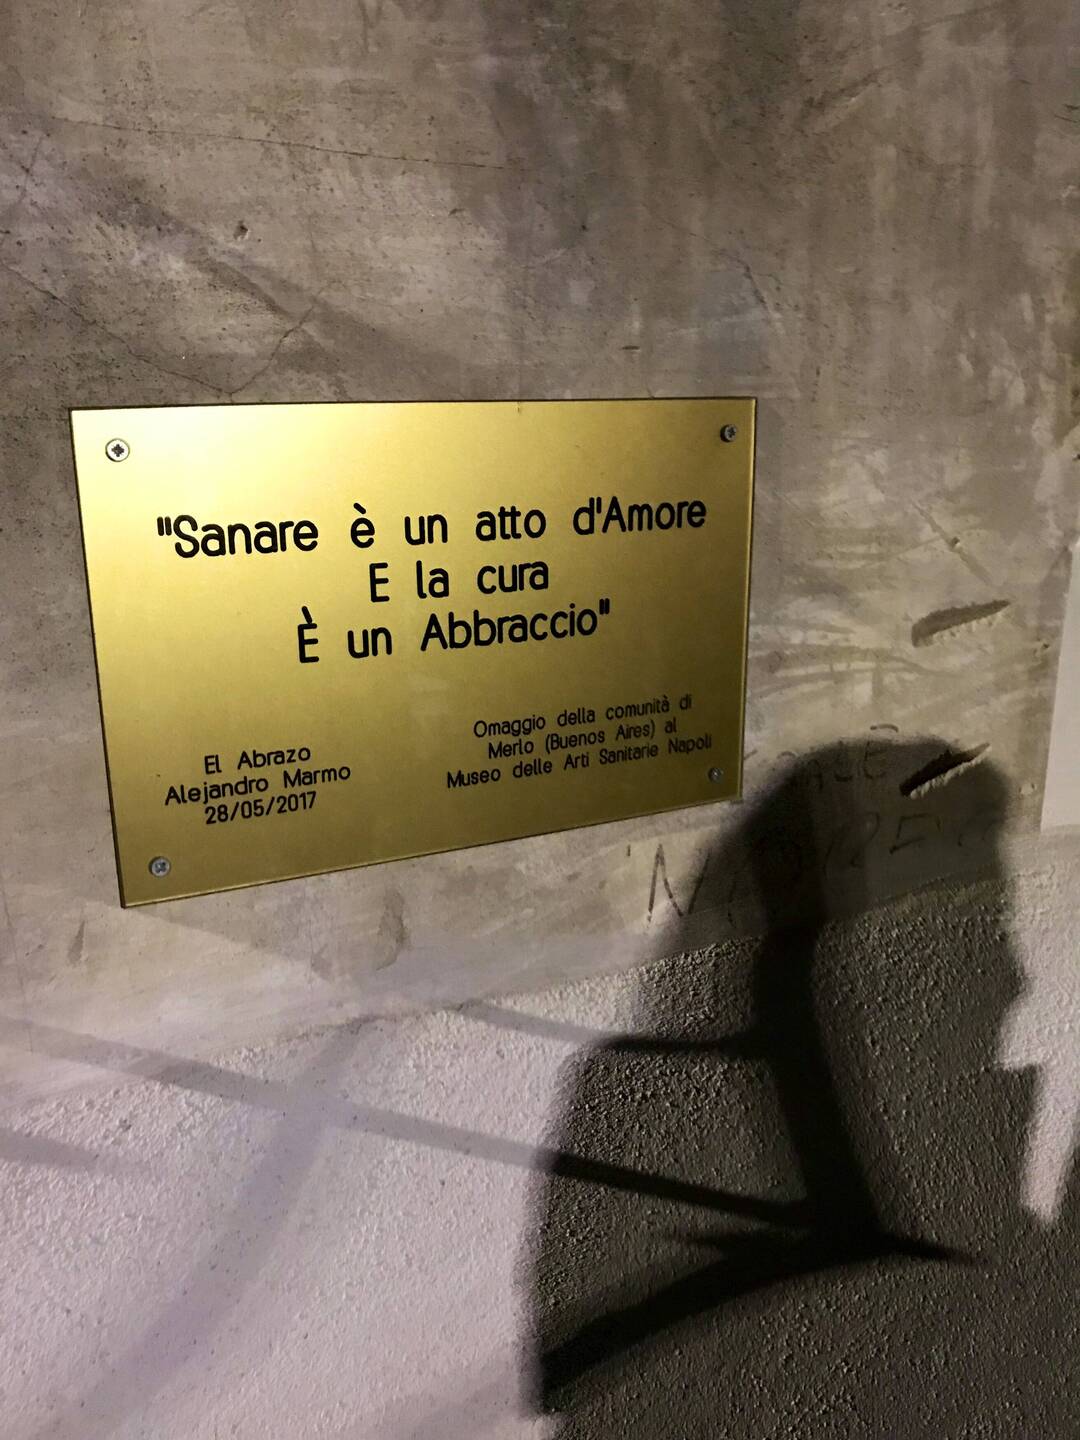 "Sanare è un atto d'Amore
E la cura
È un Abbraccio"
El Abrazo
Alejandro Marmo
28/05/2017
Omaggio della comunità di
Merlo (Buenos Aires) al
Museo delle Arti Sanitarie Napoli